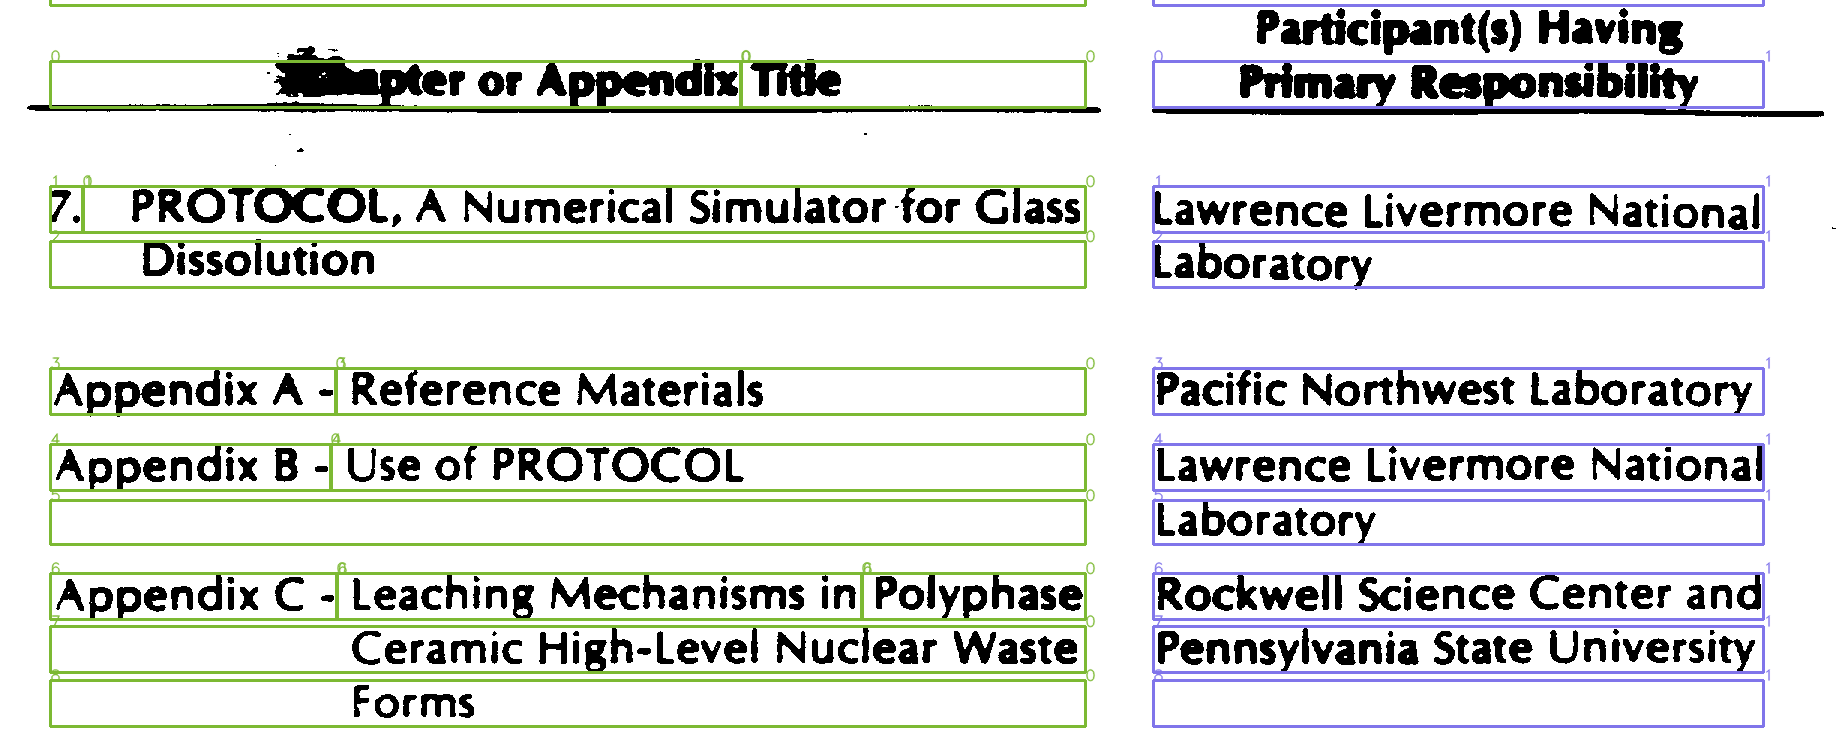 Participant(s) Having
Chapter or Appendix Title Primary Responsibility
7. PROTOCOL, A Numerical Simulator for Glass Lawrence Livermore National
Dissolution Laboratory
Appendix A - Reference Materials Pacific Northwest Laboratory
Appendix B - Use of PROTOCOL Lawrence Livermore National
Laboratory
Appendix C - Leaching Mechanisms in Polyphase Rockwell Science Center and
Ceramic High-Level Nuclear Waste Pennsylvania State University
Forms